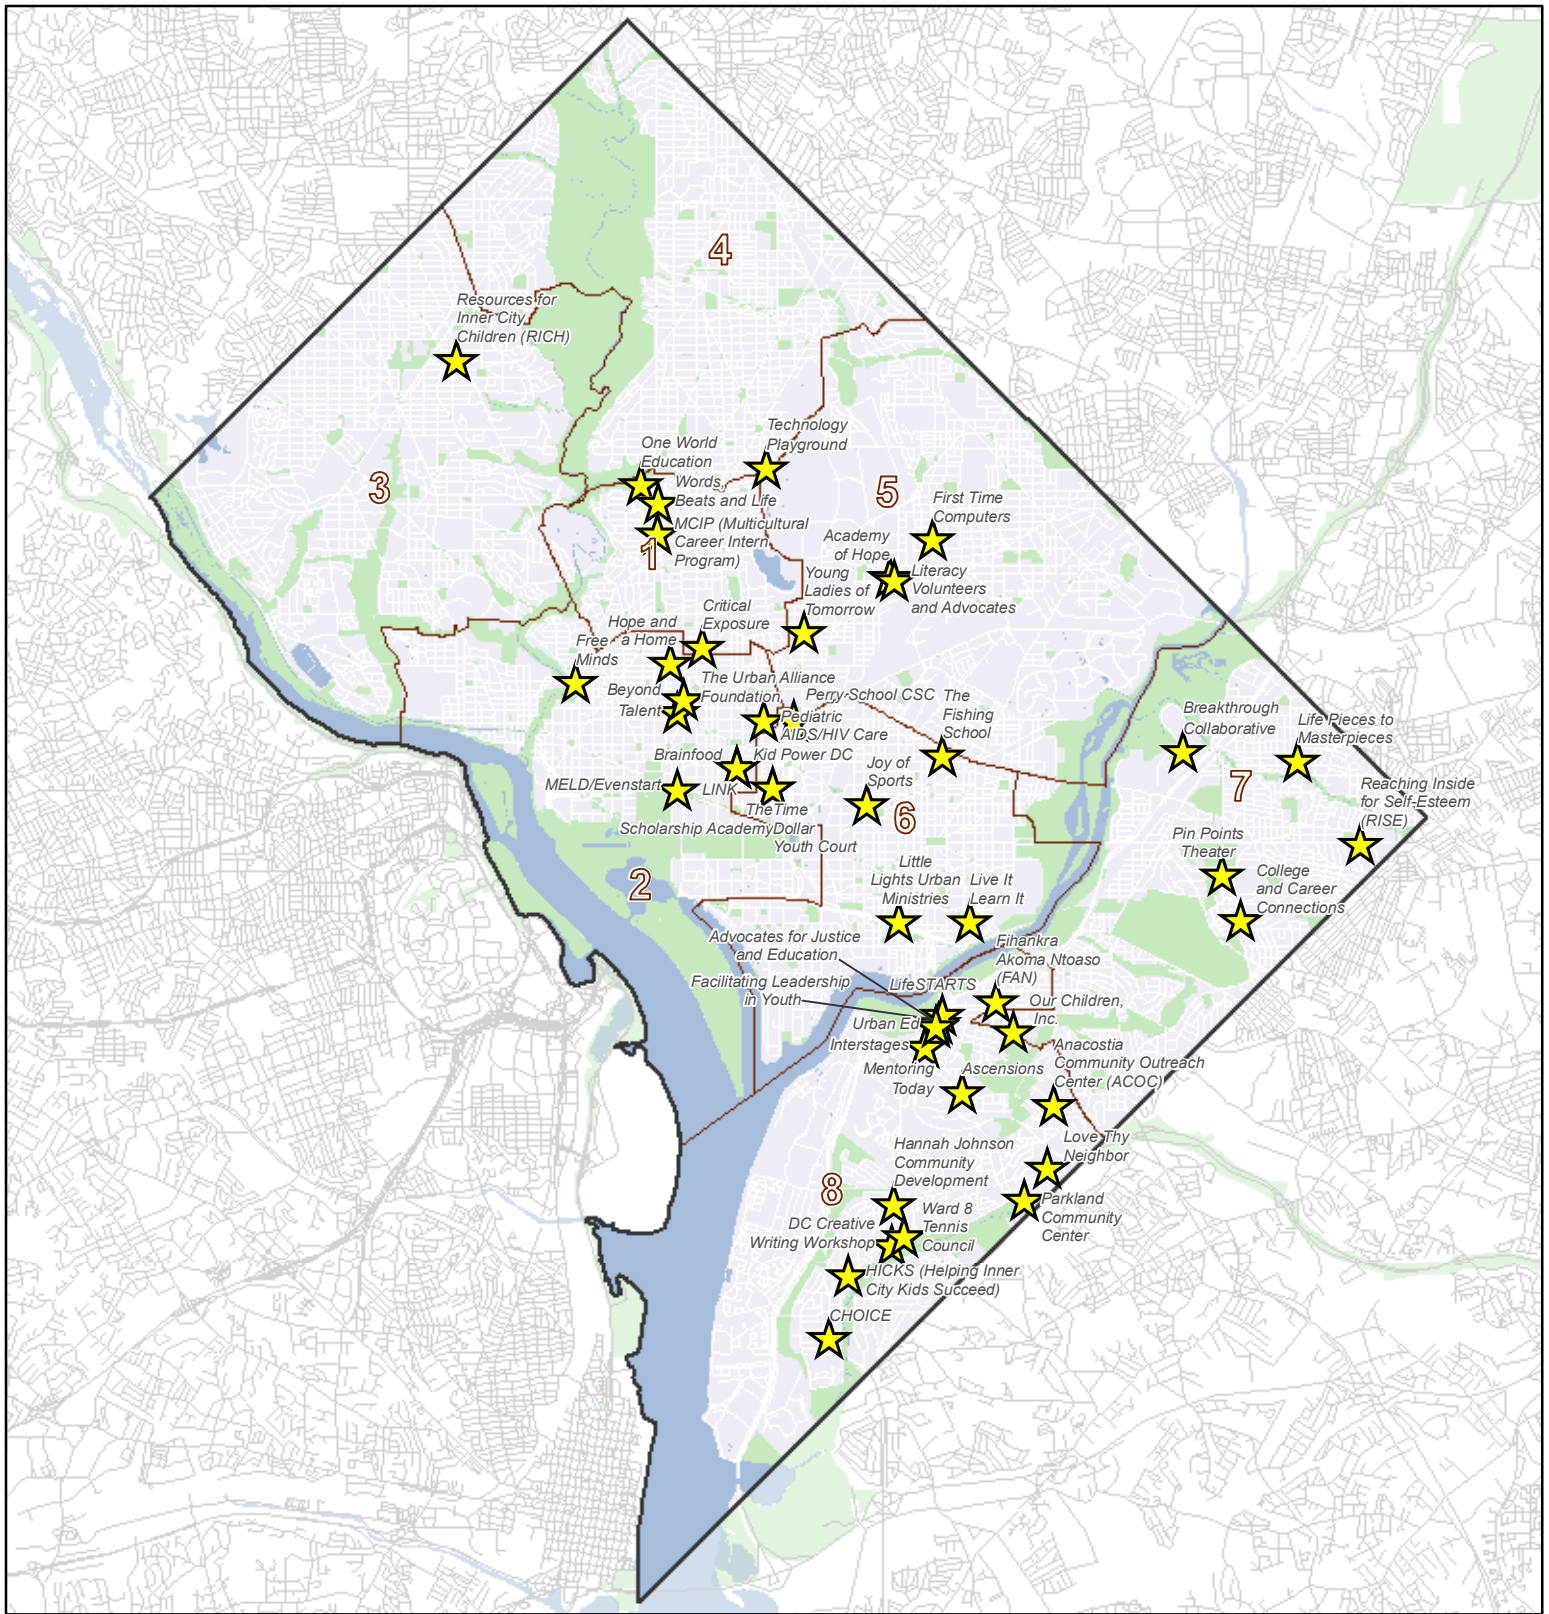 4
Resources for
Inner City
Children (RICH)
Technology
Playground
One World
Education
Words,
Beats and Life
3
5
First Time
Computers
MCIP (Multicultural
Career Intern
Program)
1
Academy
of Hope
Young
Ladies of
Tomorrow
Literacy
Volunteers
and Advocates
Critical
Exposure
Hope and
a Home
Free
Minds
The Urban Alliance
Foundation
Beyond
Talent
Perry School CSC
The
Fishing
School
Pediatric
AIDS/HIV Care
Breakthrough
Collaborative
Life Pieces to
Masterpieces
Brainfood
Kid Power DC
Joy of
Sports
MELD/Evenstart
LINK
7
Reaching Inside
for Self-Esteem
(RISE)
6
The
Scholarship Academy
Time
Dollar
Youth Court
Pin Points
Theater
College
and Career
Connections
2
Little
Lights Urban
Ministries
Live It
Learn It
Advocates for Justice
and Education
Fihankra
Akoma Ntoaso
(FAN)
Facilitating Leadership
in Youth
LifeSTARTS
Our Children,
Inc.
Urban Ed
Interstages
Anacostia
Community Outreach
Center (ACOC)
Mentoring
Today
Ascensions
Love Thy
Neighbor
Hannah Johnson
Community
Development
8
Parkland
Community
Center
Ward 8
Tennis
Council
DC Creative
Writing Workshop
HICKS (Helping Inner
City Kids Succeed)
CHOICE